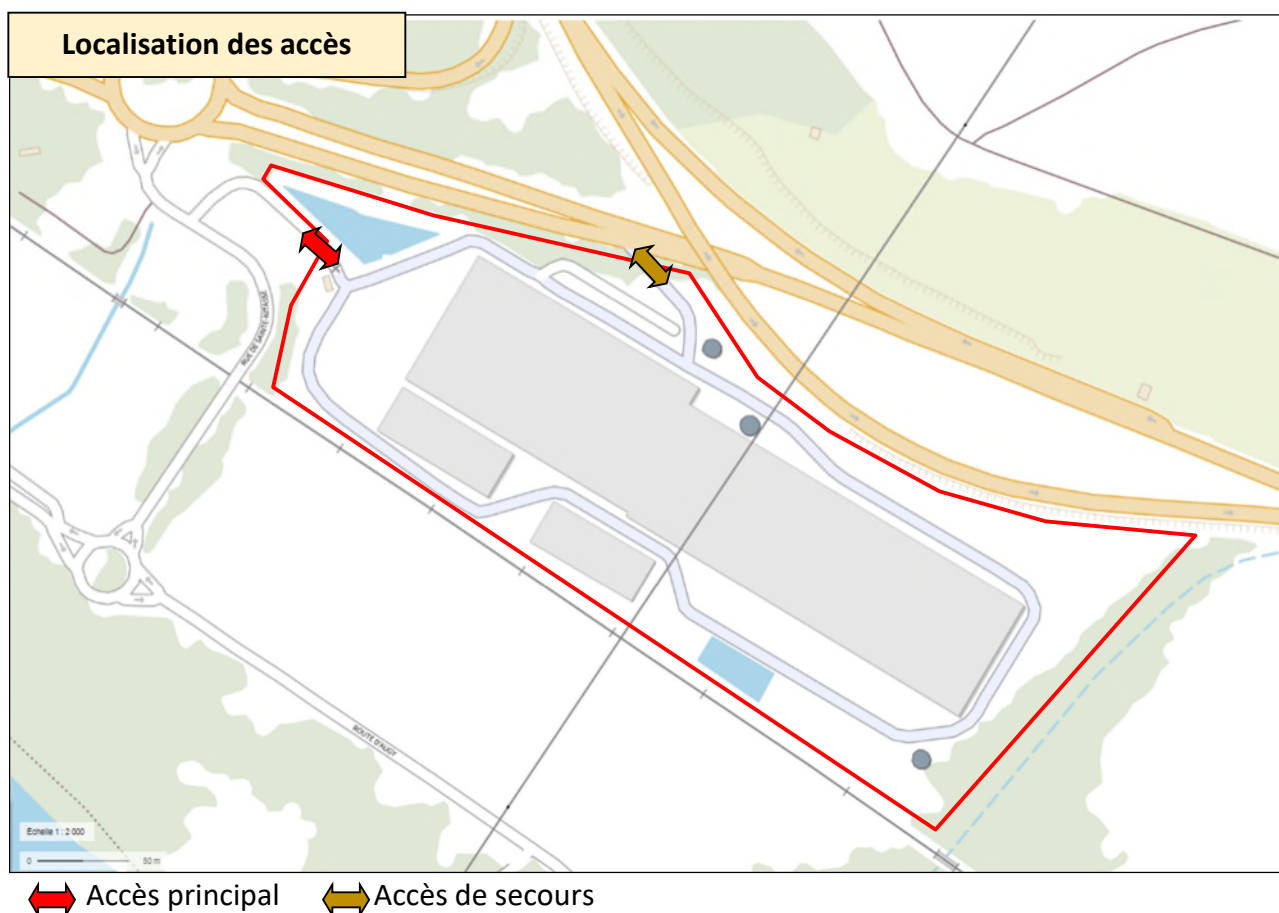 Localisation des accès
RUE DE SAINTE-NITAISE
ROUTE D'AUGY
Echelle 1 : 2 000
0 50 m
Accès principal Accès de secours